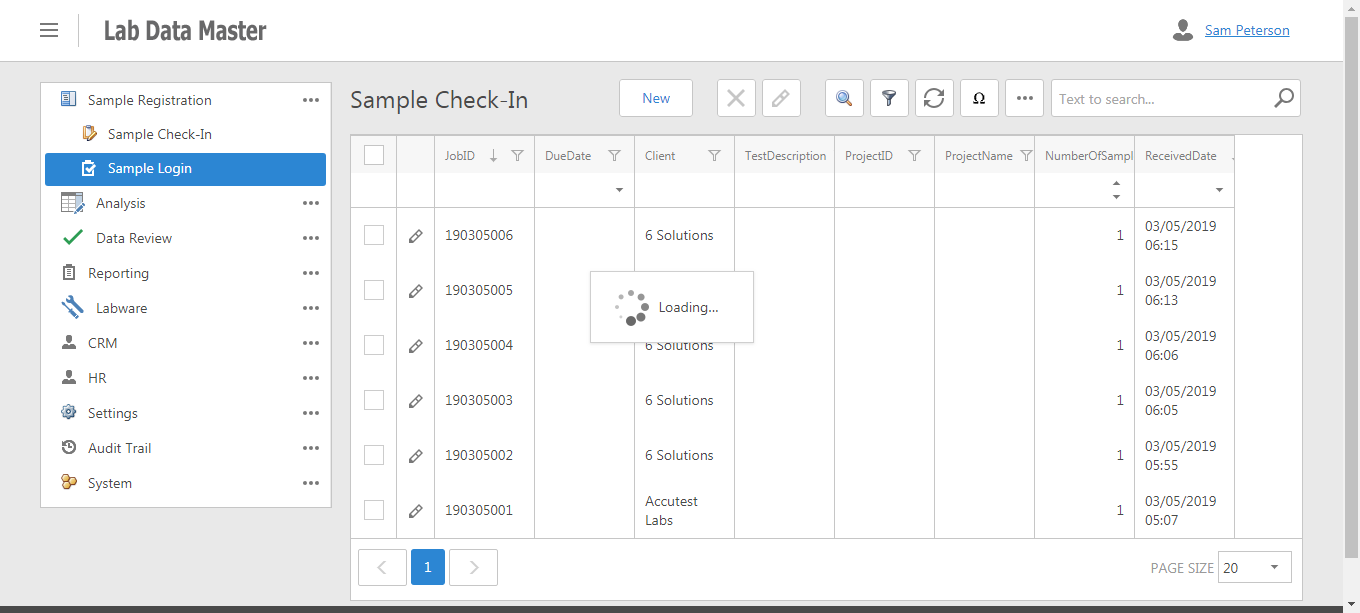 Lab Data Master
Sam Peterson
Sample Registration
Sample Check-In
Sample Login
Analysis
Data Review
Reporting
Labware
CRM
HR
Settings
Audit Trail
System
Sample Check-In
New
Ω
Text to search...
JobID DueDate Client TestDescription ProjectID ProjectName NumberOfSampl ReceivedDate
190305006 6 Solutions 1 03/05/2019
06:15
190305005 1 03/05/2019
06:13
Loading...
190305004 6 Solutions 1 03/05/2019
06:06
190305003 6 Solutions 1 03/05/2019
06:05
190305002 6 Solutions 1 03/05/2019
05:55
190305001 Accutest
Labs 1 03/05/2019
05:07
1
PAGE SIZE 20